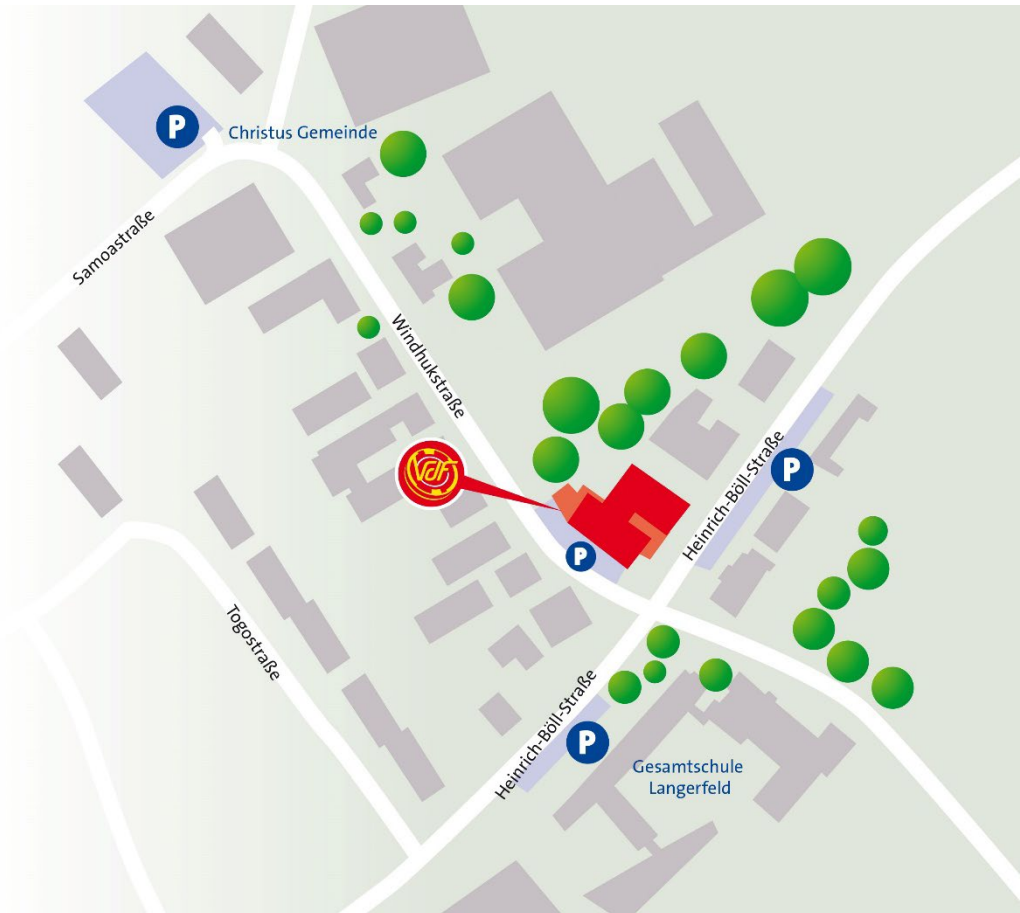 P
Christus Gemeinde
Samoastraße
Windhukstraße
Heinrich-Böll-Straße
P
P
Togostraße
Heinrich-Böll-Straße
P
Gesamtschule
Langerfeld